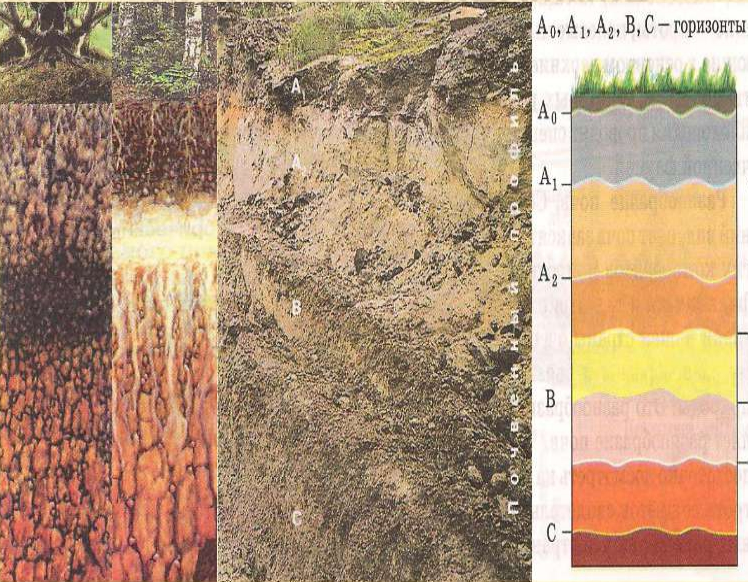 A₀, A₁, A₂, B, C — горизонты
A₀
A₁
A₂
B
C
A
A
B
C
Почвенный профиль